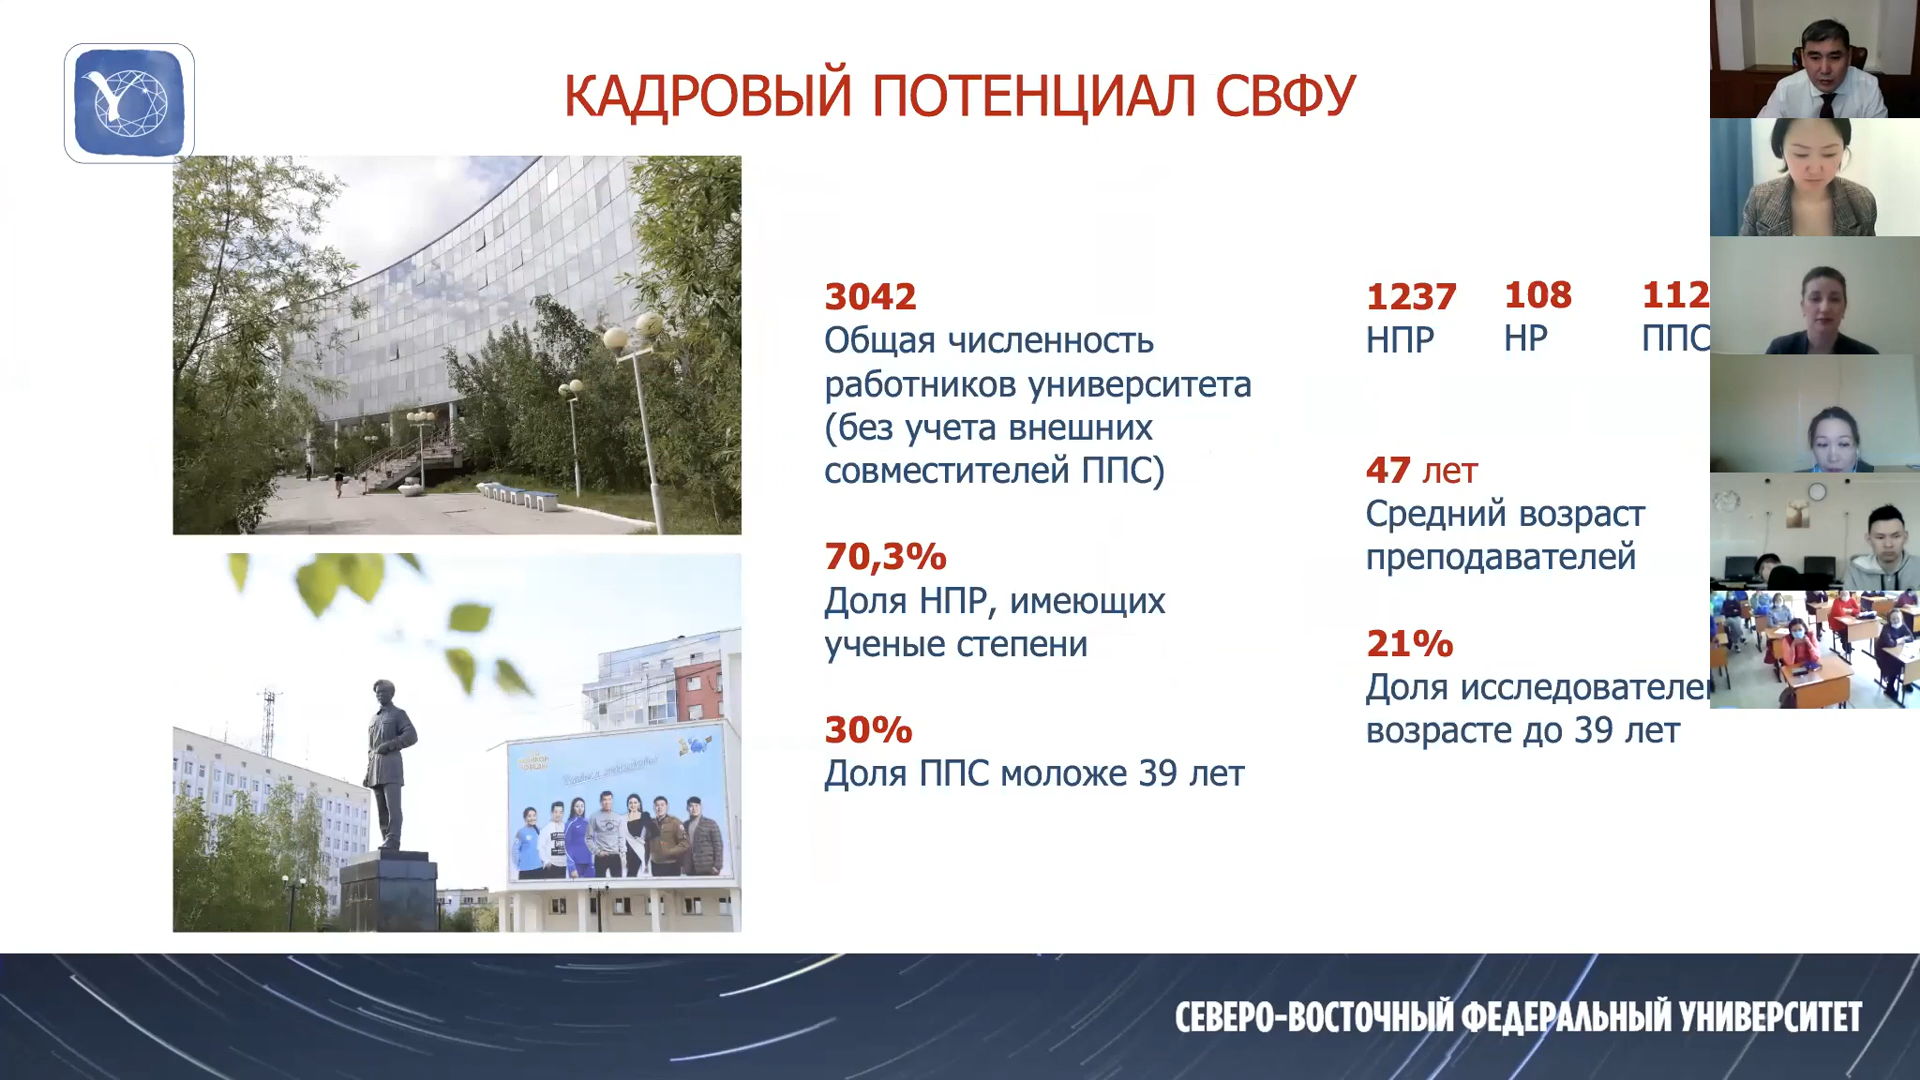 КАДРОВЫЙ ПОТЕНЦИАЛ СВФУ
3042
Общая численность
работников университета
(без учета внешних
совместителей ППС)
70,3%
Доля НПР, имеющих
ученые степени
30%
Доля ППС моложе 39 лет
1237 108 112
НПР НР ППС
47 лет
Средний возраст
преподавателей
21%
Доля исследователе
возрасте до 39 лет
СЕВЕРО-ВОСТОЧНЫЙ ФЕДЕРАЛЬНЫЙ УНИВЕРСИТЕТ